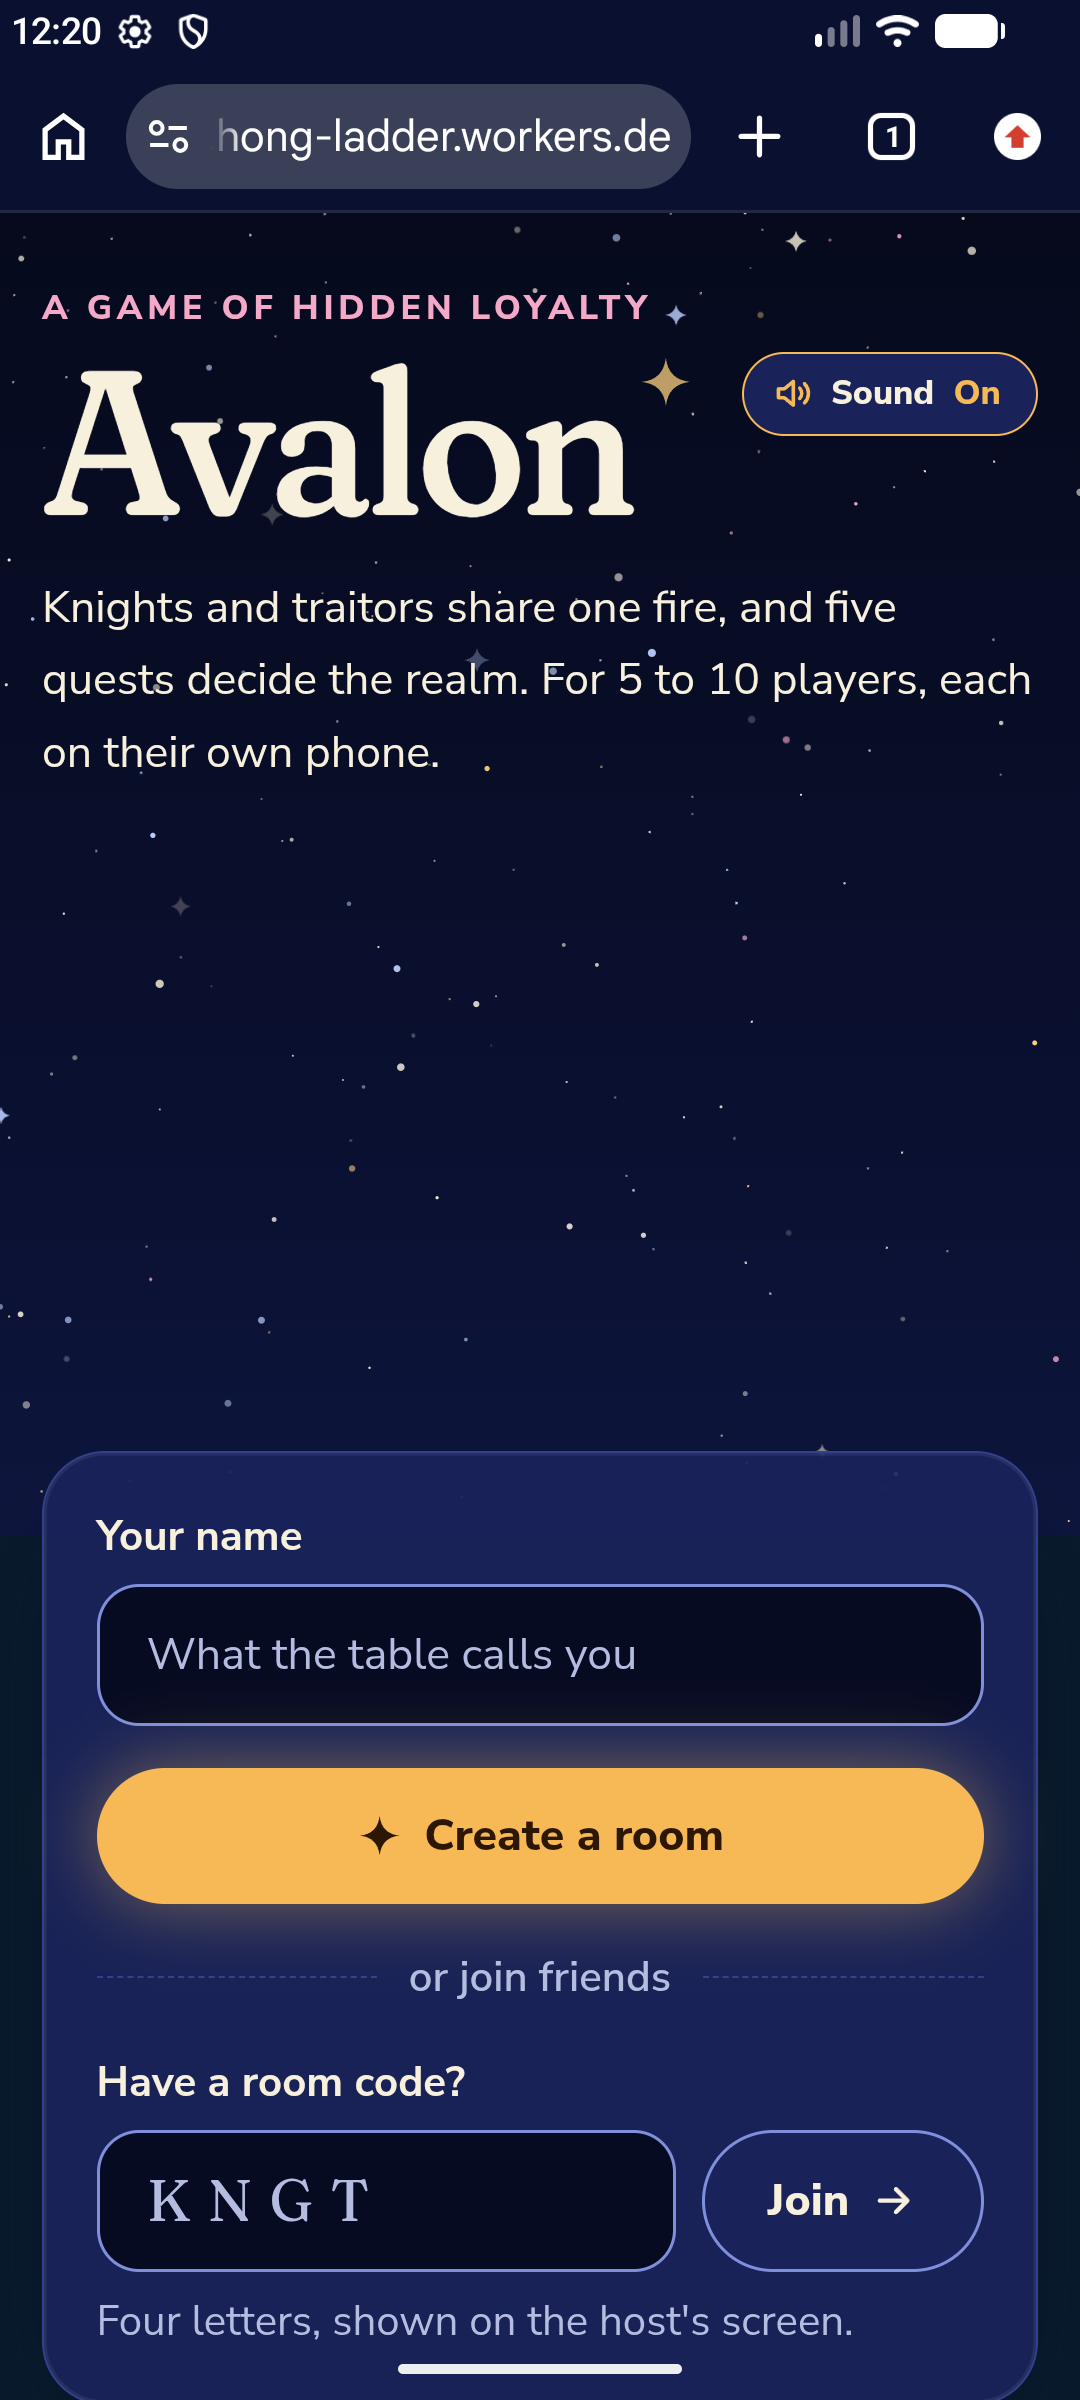 12:20
hong-ladder.workers.de
1
A GAME OF HIDDEN LOYALTY
Avalon
Sound On
Knights and traitors share one fire, and five
quests decide the realm. For 5 to 10 players, each
on their own phone.
Your name
What the table calls you
Create a room
or join friends
Have a room code?
KNGT
Join
Four letters, shown on the host's screen.